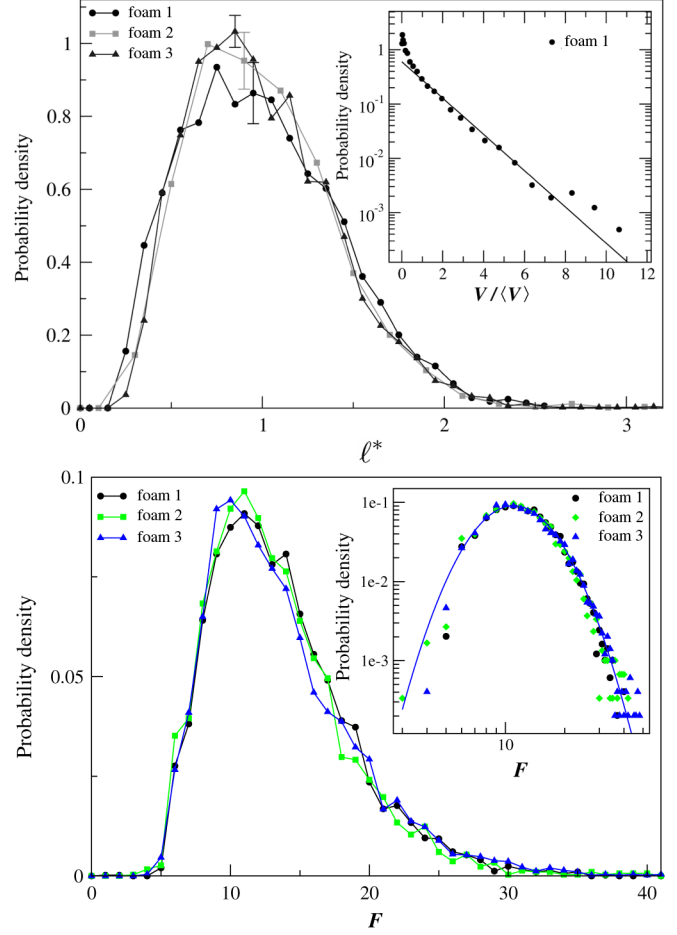 foam 1
foam 2
foam 3
Probability density
1
0.8
0.6
0.4
0.2
0
0
1
2
3
ℓ*
foam 1
Probability density
1
10-1
10-2
10-3
0
2
4
6
8
10
12
V/⟨V⟩
foam 1
foam 2
foam 3
Probability density
0.1
0.05
0
0
10
20
30
40
F
foam 1
foam 2
foam 3
Probability density
1e-1
1e-2
1e-3
10
F